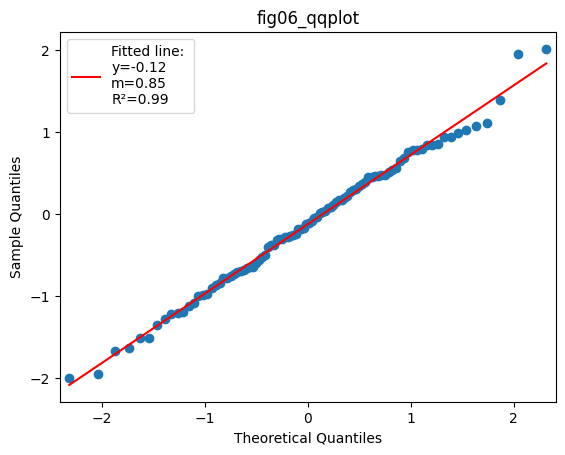 fig06_qqplot
Fitted line:
y=-0.12
m=0.85
R²=0.99
Sample Quantiles
2
1
0
−1
−2
−2
−1
0
1
2
Theoretical Quantiles